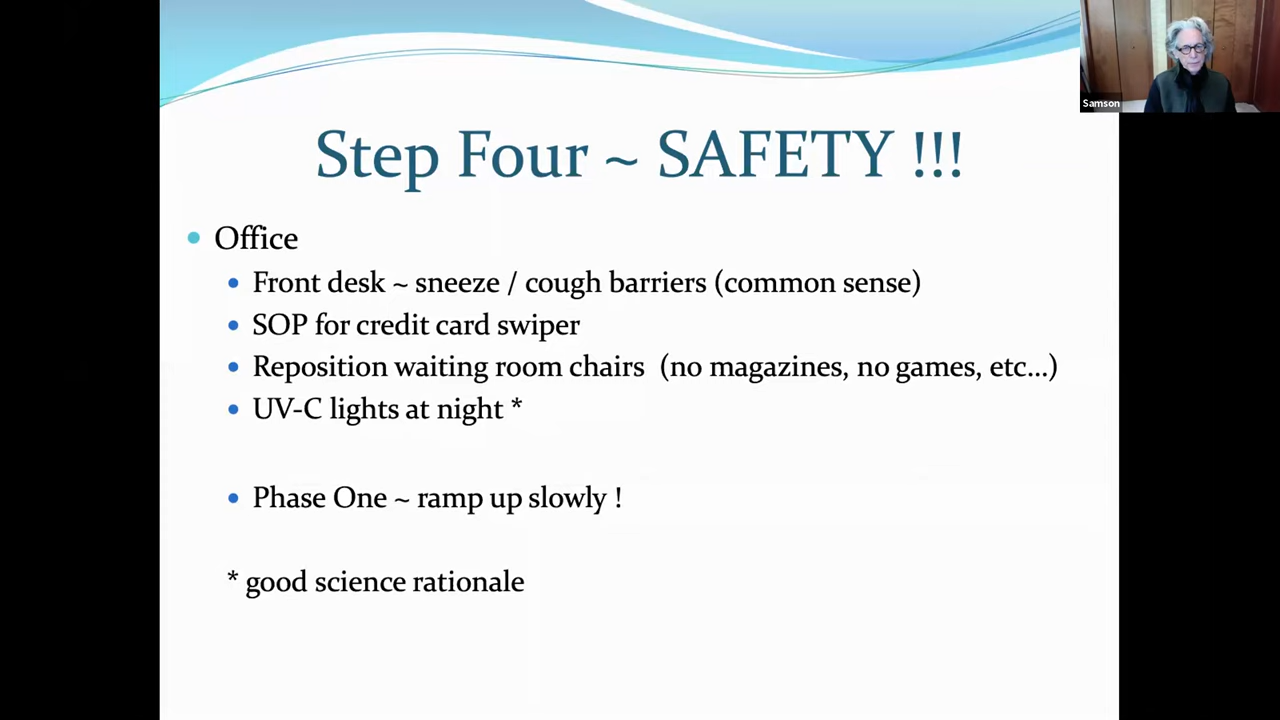 Samson
Step Four ~ SAFETY !!!
Office
Front desk ~ sneeze / cough barriers (common sense)
SOP for credit card swiper
Reposition waiting room chairs (no magazines, no games, etc...)
UV-C lights at night *
Phase One ~ ramp up slowly !
* good science rationale